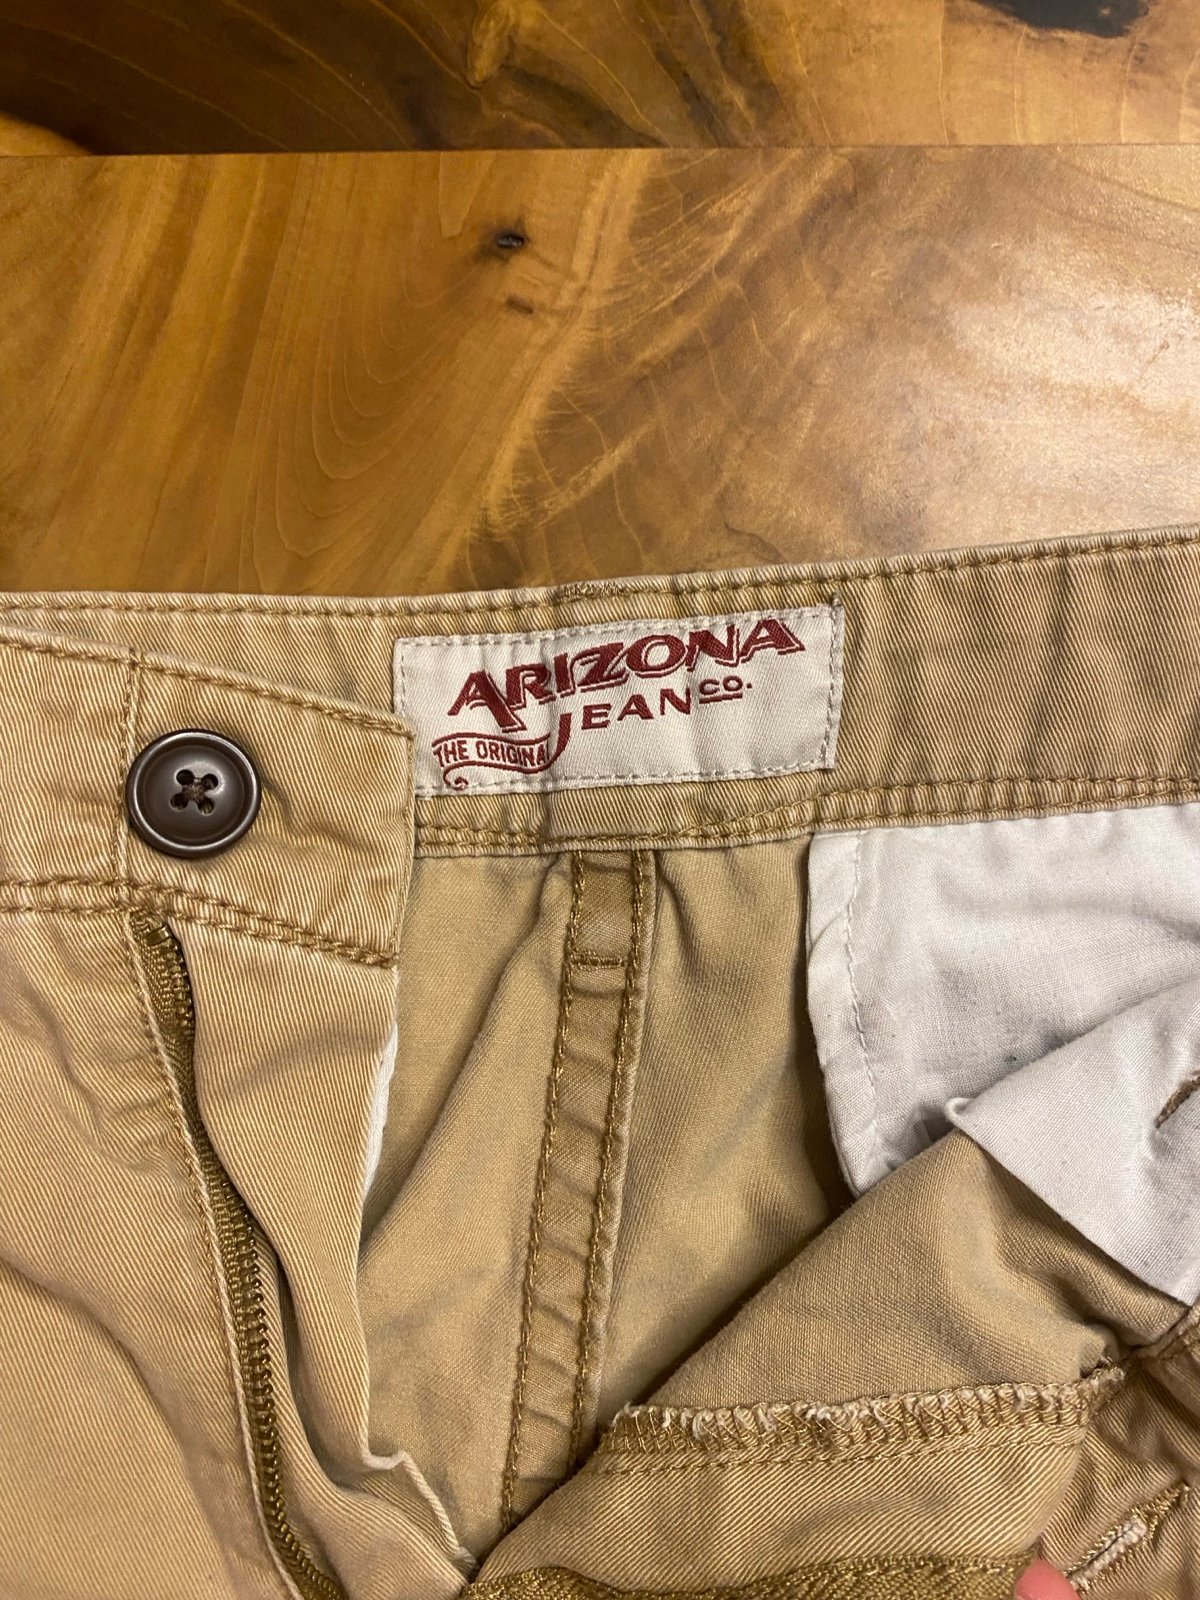 ARIZONA
JEAN CO.
THE ORIGINAL